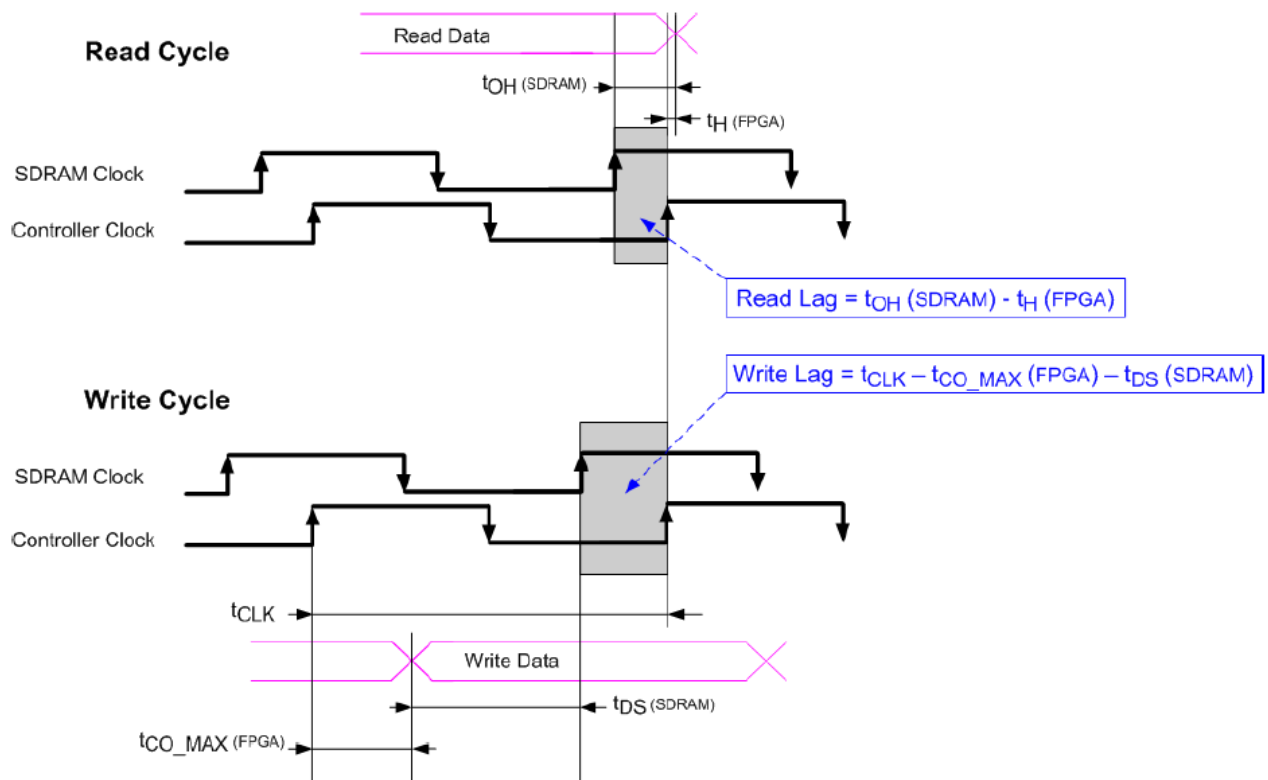 Read Data
Read Cycle
tOH (SDRAM)
tH (FPGA)
SDRAM Clock
Controller Clock
Read Lag = tOH (SDRAM) - tH (FPGA)
Write Lag = tCLK – tCO_MAX (FPGA) – tDS (SDRAM)
Write Cycle
SDRAM Clock
Controller Clock
tCLK
Write Data
tDS (SDRAM)
tCO_MAX (FPGA)